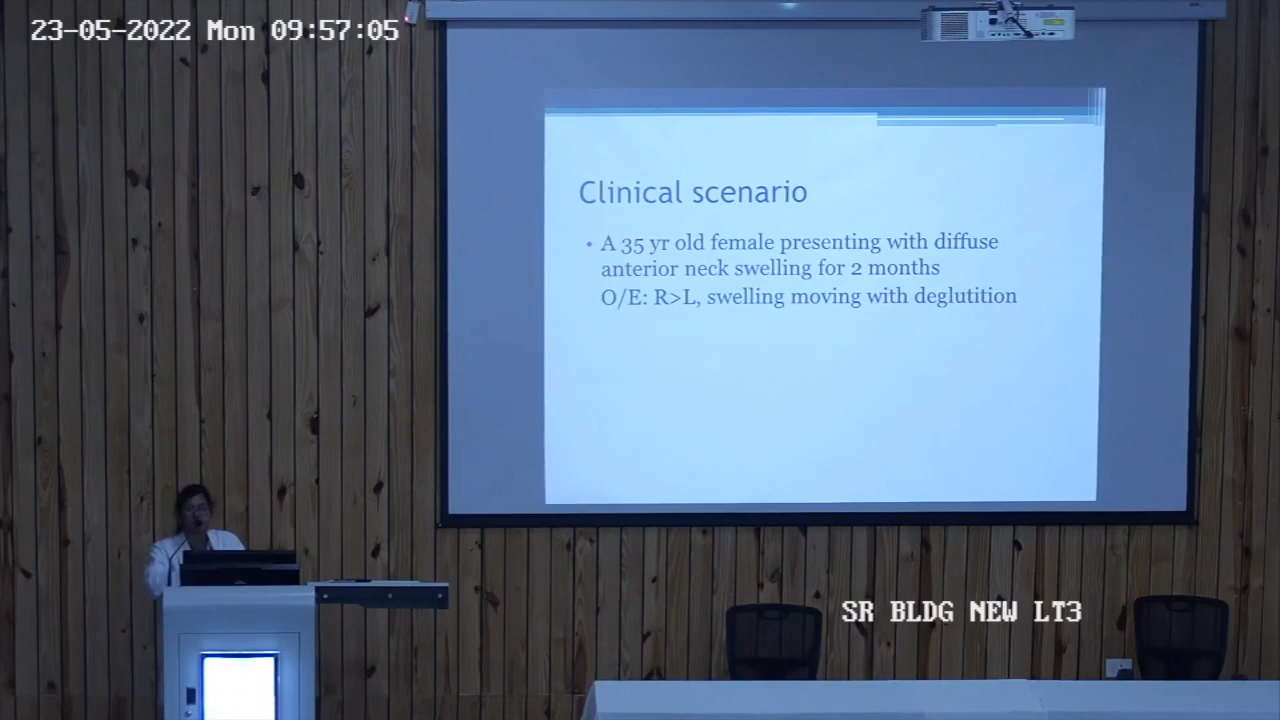 23-05-2022 Mon 09:57:05
Clinical scenario
• A 35 yr old female presenting with diffuse
anterior neck swelling for 2 months
O/E: R>L, swelling moving with deglutition
SR BLDG NEW LT3